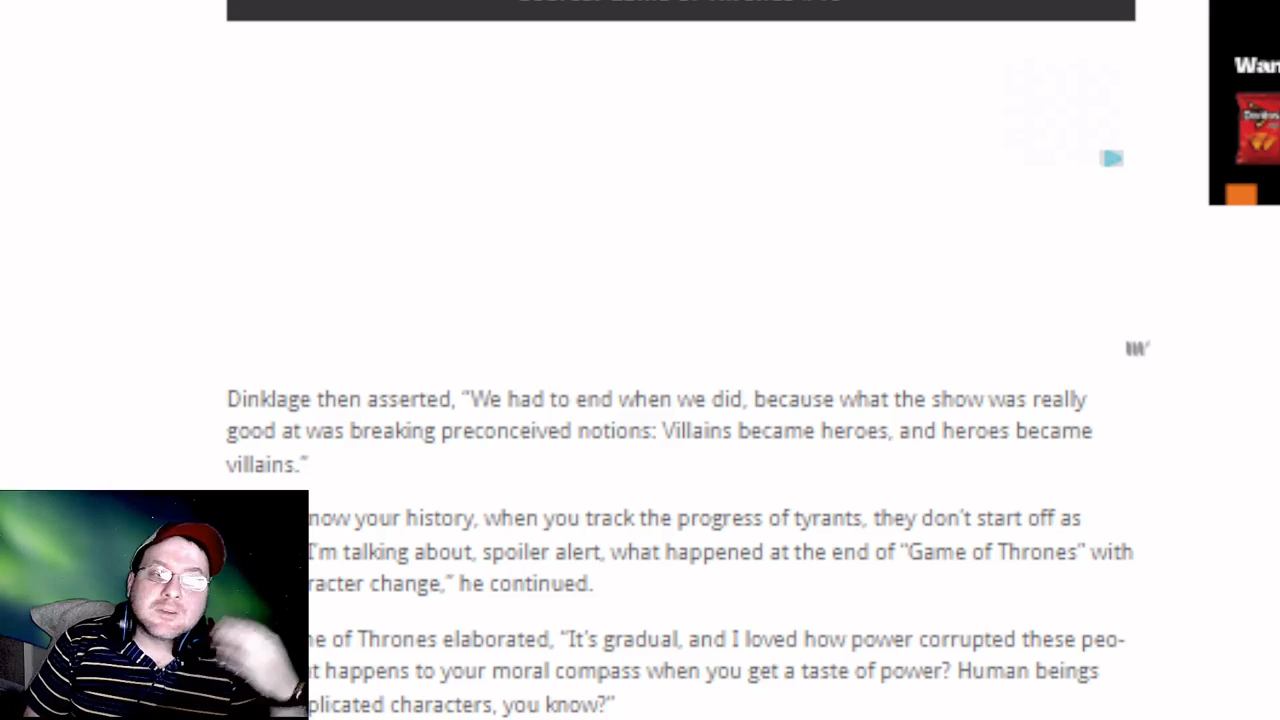 Wan
Doritos
Dinklage then asserted, “We had to end when we did, because what the show was really
good at was breaking preconceived notions: Villains became heroes, and heroes became
villains.”
now your history, when you track the progress of tyrants, they don’t start off as
I’m talking about, spoiler alert, what happened at the end of “Game of Thrones” with
racter change,” he continued.
ne of Thrones elaborated, “It’s gradual, and I loved how power corrupted these peo-
t happens to your moral compass when you get a taste of power? Human beings
plicated characters, you know?”